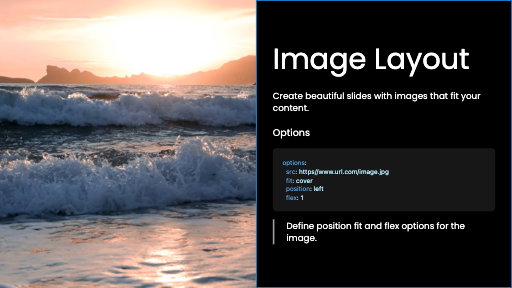 Image Layout
Create beautiful slides with images that fit your
content.
Options
options:
src: https//www.url.com/image.jpg
fit: cover
position: left
flex: 1
Define position fit and flex options for the
image.